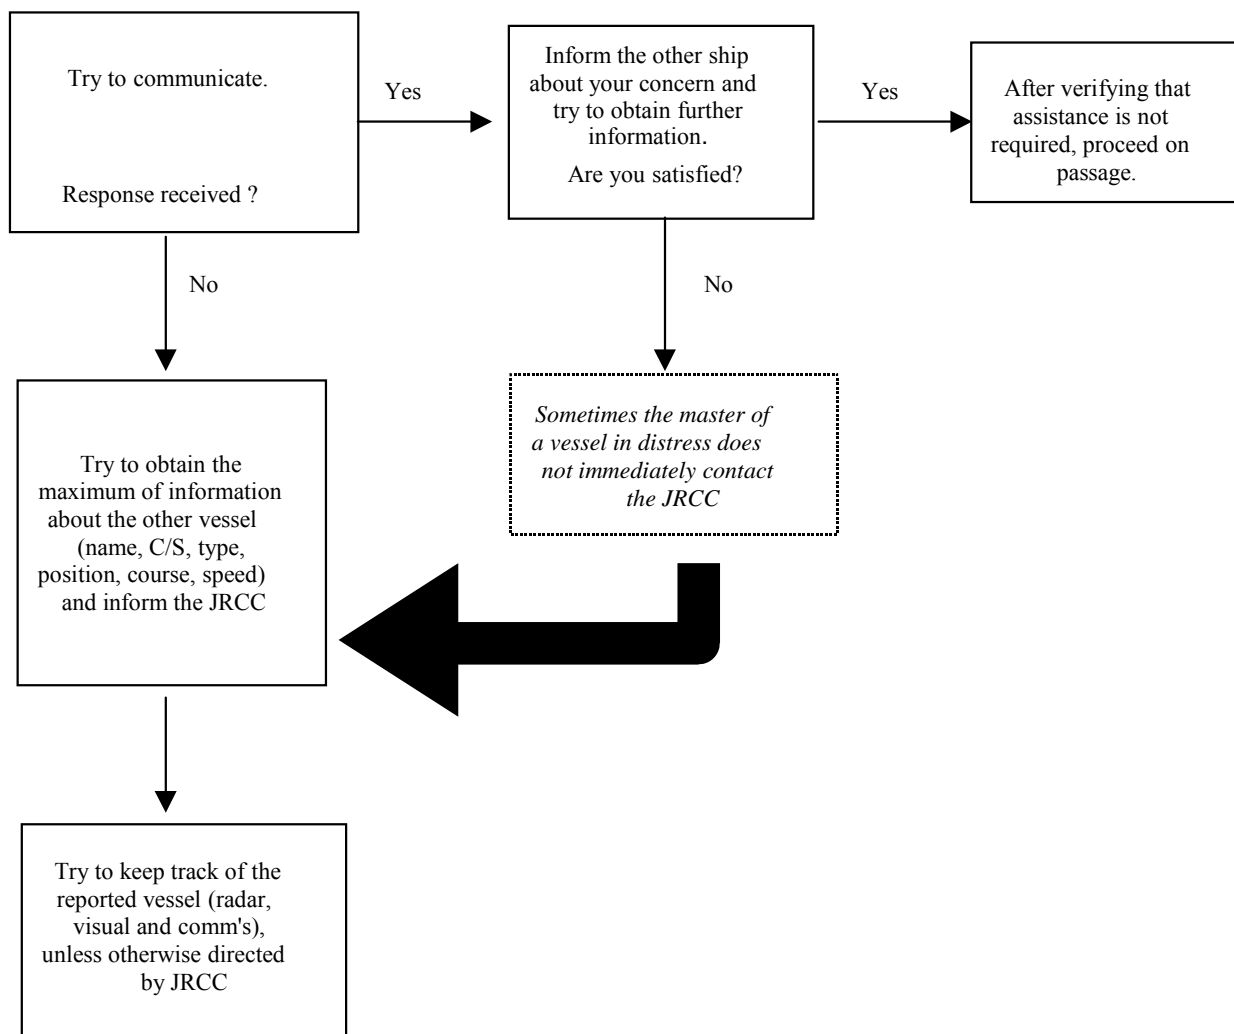 Try to communicate.
Response received ?
Yes
Inform the other ship
about your concern and
try to obtain further
information.
Are you satisfied?
Yes
After verifying that
assistance is not
required, proceed on
passage.
No
No
Try to obtain the
maximum of information
about the other vessel
(name, C/S, type,
position, course, speed)
and inform the JRCC
Sometimes the master of
a vessel in distress does
not immediately contact
the JRCC
Try to keep track of the
reported vessel (radar,
visual and comm's),
unless otherwise directed
by JRCC